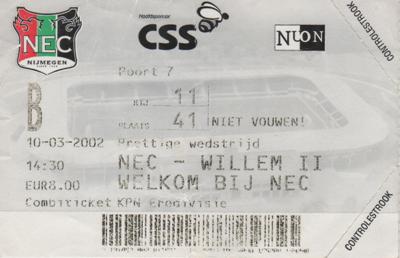 Hoofdsponsor
NEC
NIJMEGEN
CSS
NUON
CONTROLESTROOK
Poort 7
B
RIJ 11
PLAATS 41 NIET VOUWEN!
10-03-2002 Prettige wedstrijd
14:30 NEC - WILLEM II
EUR8.00 WELKOM BIJ NEC
Combiticket KPN Eredivisie
CONTROLESTROOK